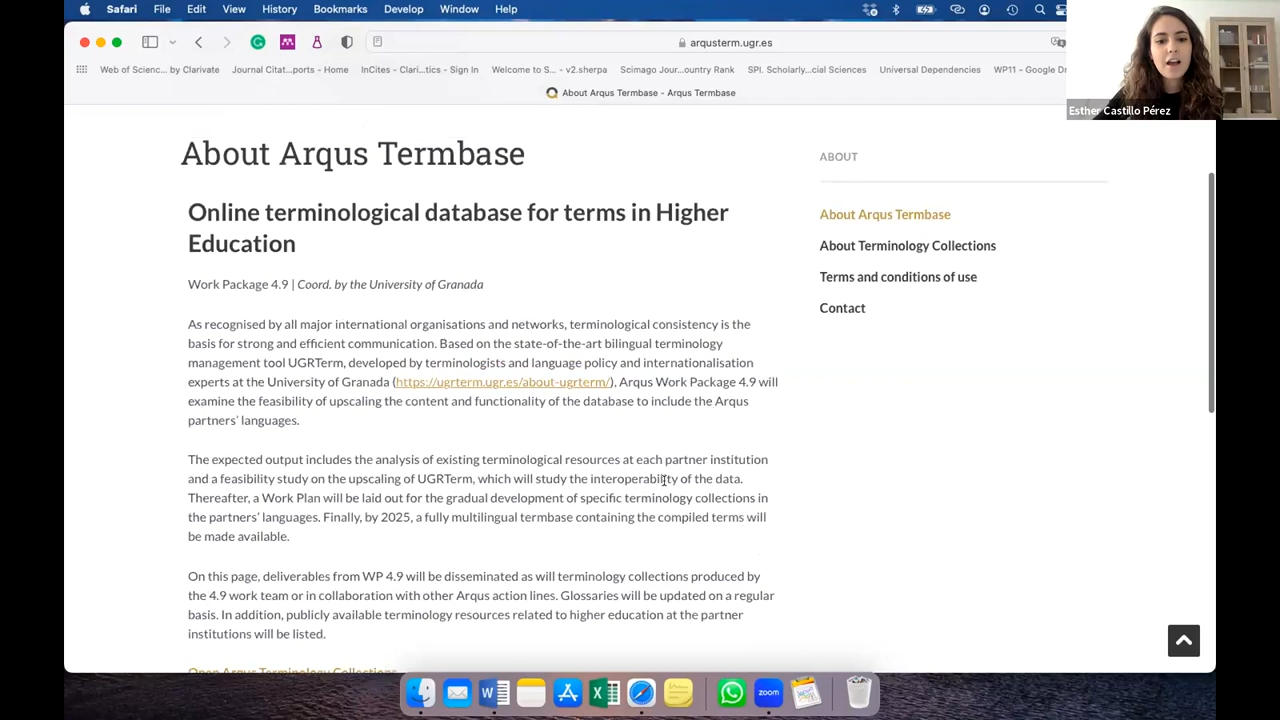 Safari File Edit View History Bookmarks Develop Window Help
arqusterm.ugr.es
Web of Scienc... by Clarivate Journal Citat...ports - Home InCites - Clari...tics - Sign In Welcome to S... - v2.sherpa Scimago Jour...ountry Rank SPI. Scholarly...cial Sciences Universal Dependencies WP11 - Google Dr
About Arqus Termbase - Arqus Termbase
Esther Castillo Pérez
About Arqus Termbase
Online terminological database for terms in Higher
Education
Work Package 4.9 | Coord. by the University of Granada
As recognised by all major international organisations and networks, terminological consistency is the
basis for strong and efficient communication. Based on the state-of-the-art bilingual terminology
management tool UGRTerm, developed by terminologists and language policy and internationalisation
experts at the University of Granada (https://ugrterm.ugr.es/about-ugrterm/), Arqus Work Package 4.9 will
examine the feasibility of upscaling the content and functionality of the database to include the Arqus
partners' languages.
The expected output includes the analysis of existing terminological resources at each partner institution
and a feasibility study on the upscaling of UGRTerm, which will study the interoperability of the data.
Thereafter, a Work Plan will be laid out for the gradual development of specific terminology collections in
the partners' languages. Finally, by 2025, a fully multilingual termbase containing the compiled terms will
be made available.
On this page, deliverables from WP 4.9 will be disseminated as will terminology collections produced by
the 4.9 work team or in collaboration with other Arqus action lines. Glossaries will be updated on a regular
basis. In addition, publicly available terminology resources related to higher education at the partner
institutions will be listed.
Open Arqus Terminology Collections
ABOUT
About Arqus Termbase
About Terminology Collections
Terms and conditions of use
Contact
zoom